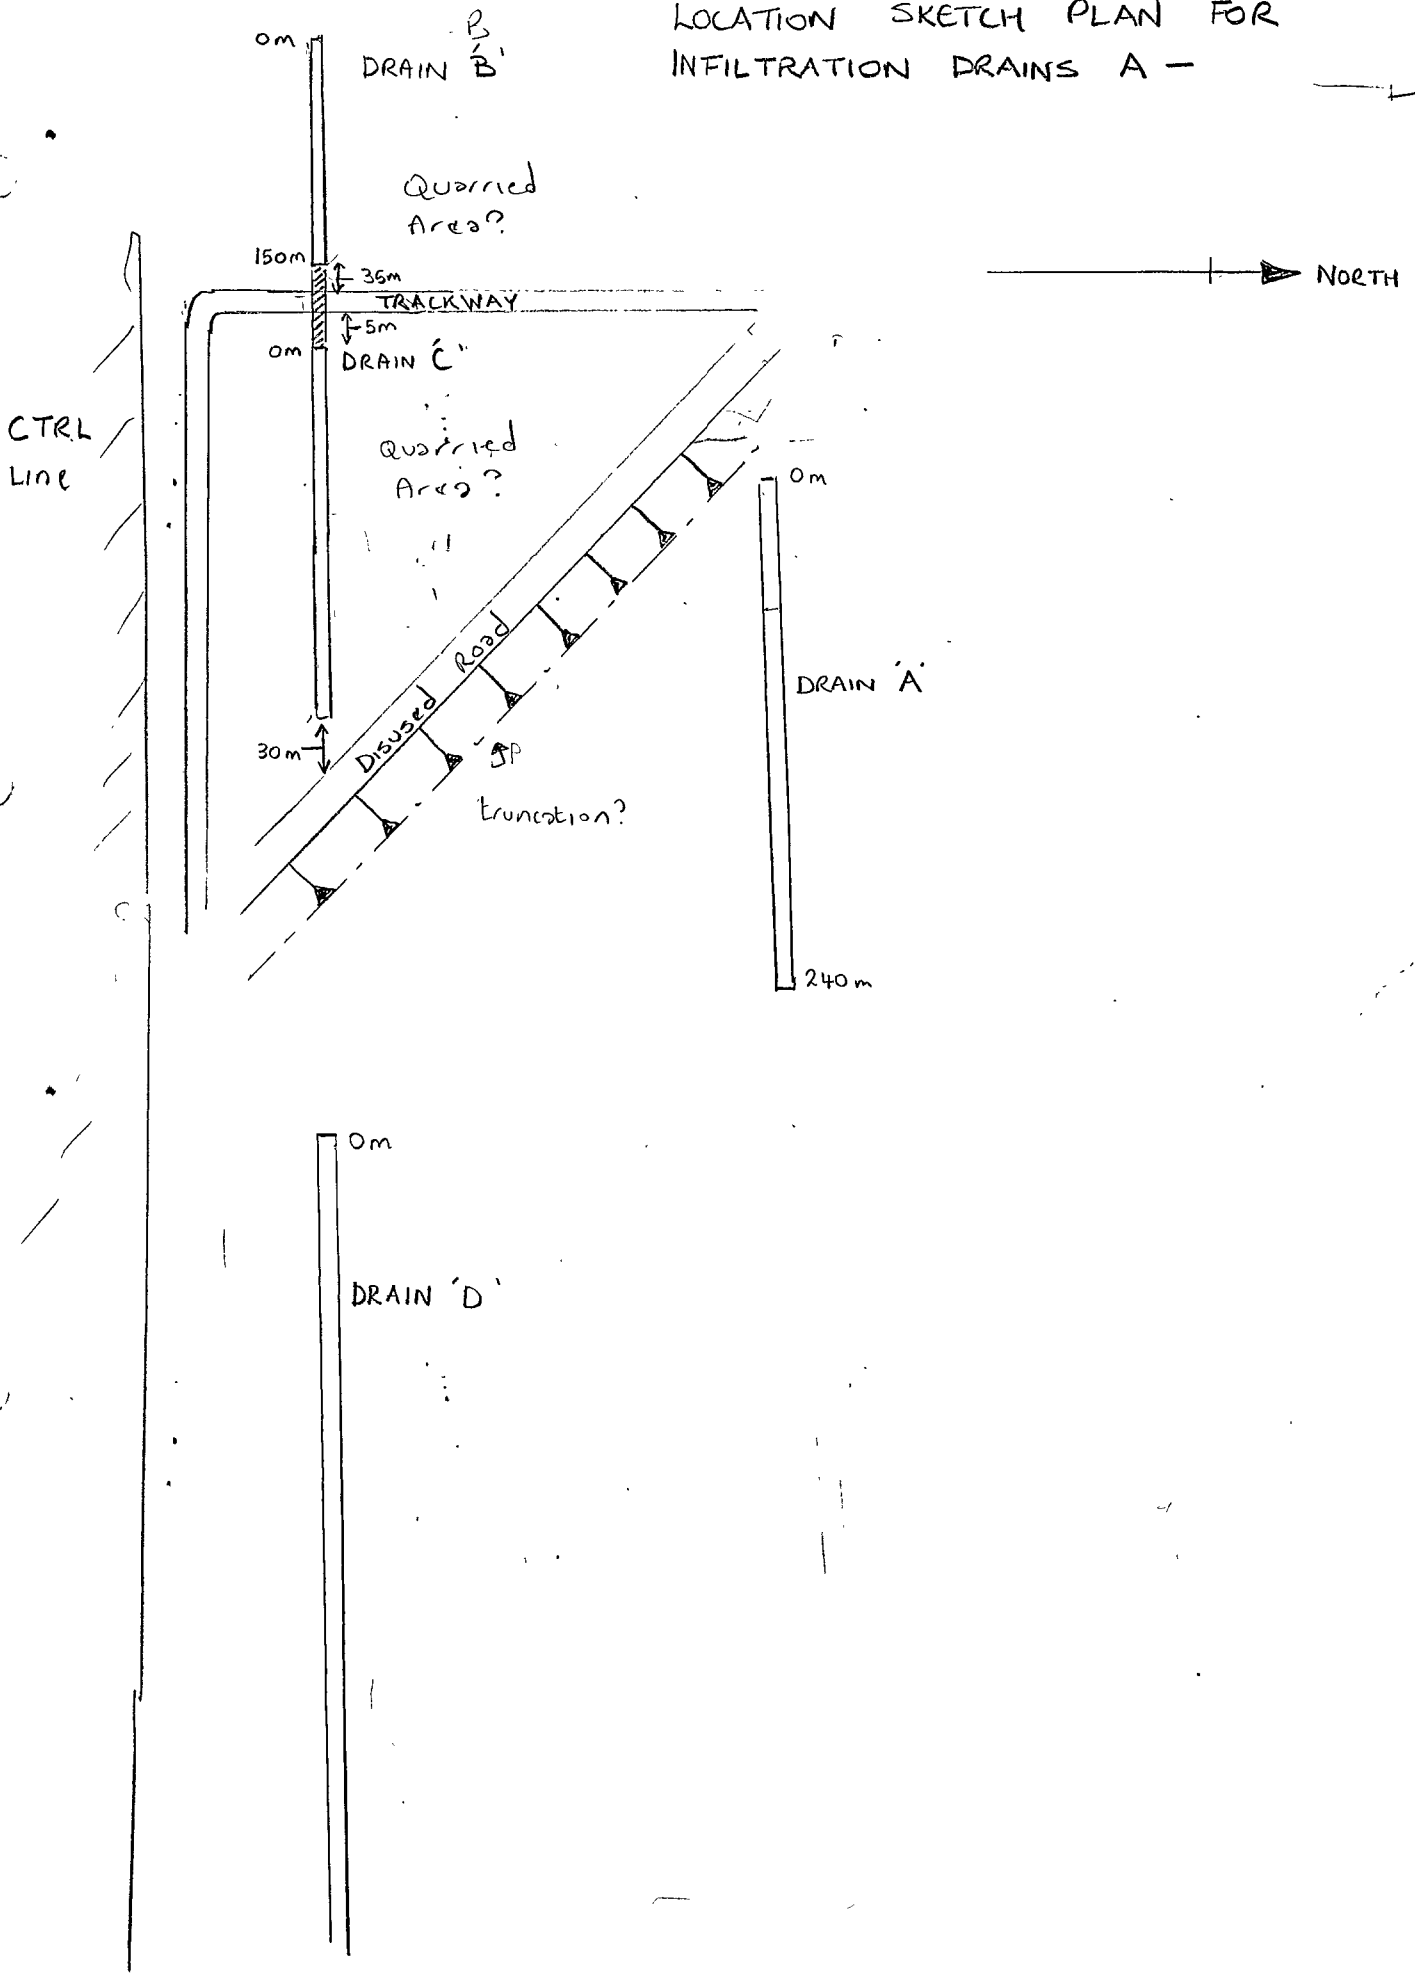 LOCATION SKETCH PLAN FOR
INFILTRATION DRAINS A -
B
0m
DRAIN 'B'
Quarried
Area?
150m
35m
NORTH
TRACKWAY
5m
0m
DRAIN 'C'
CTRL
Line
Quarried
Area?
0m
Disused Road
DRAIN 'A'
30m
truncation?
240m
0m
DRAIN 'D'